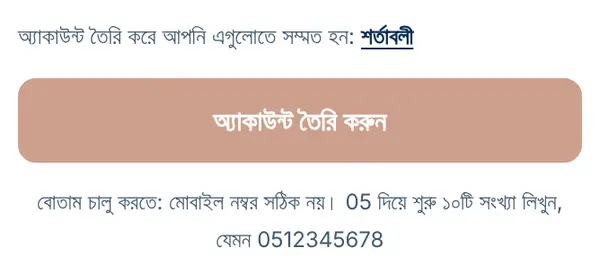 অ্যাকাউন্ট তৈরি করে আপনি এগুলোতে সম্মত হন: শর্তাবলী
অ্যাকাউন্ট তৈরি করুন
বোতাম চালু করতে: মোবাইল নম্বর সঠিক নয়। 05 দিয়ে শুরু ১০টি সংখ্যা লিখুন,
যেমন 0512345678